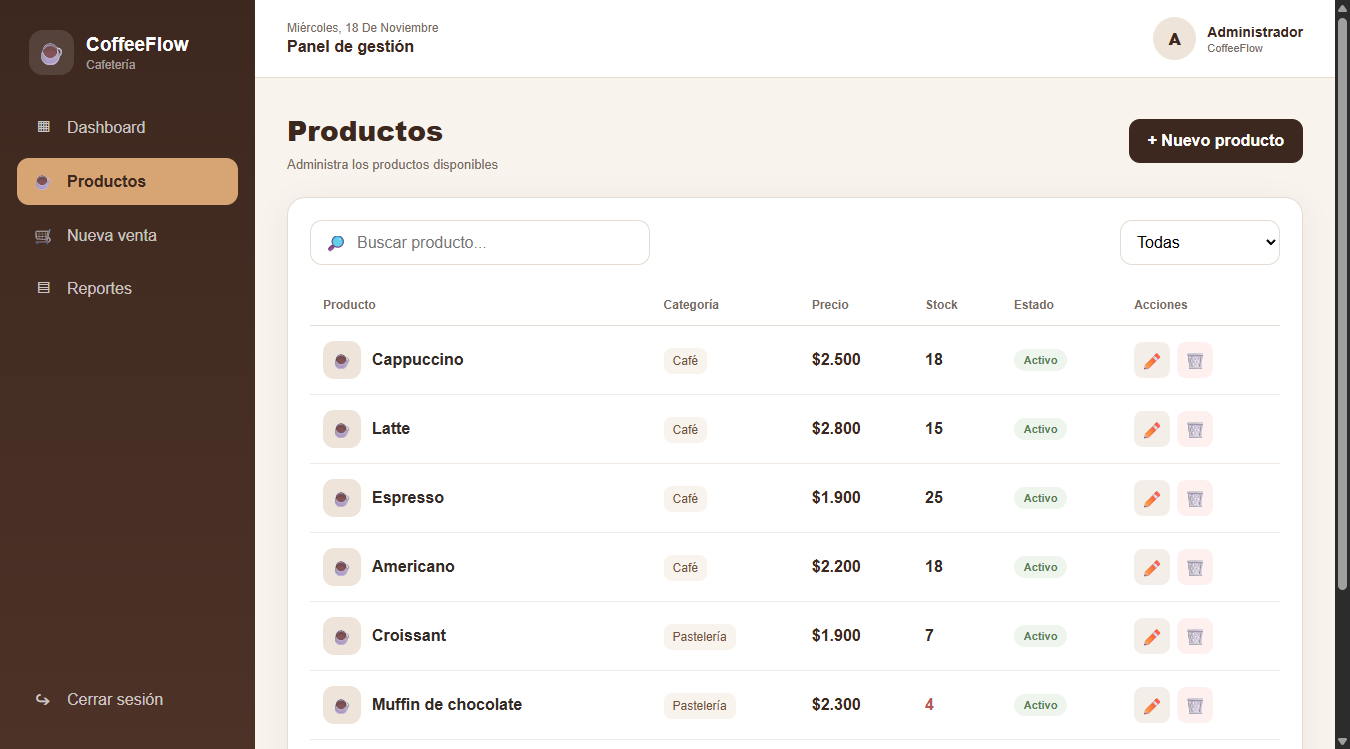 CoffeeFlow
Cafetería
Dashboard
Productos
Nueva venta
Reportes
Cerrar sesión
Miércoles, 18 De Noviembre
Panel de gestión
A
Administrador
CoffeeFlow
Productos
Administra los productos disponibles
+ Nuevo producto
Buscar producto...
Todas
Producto Categoría Precio Stock Estado Acciones
Cappuccino Café $2.500 18 Activo
Latte Café $2.800 15 Activo
Espresso Café $1.900 25 Activo
Americano Café $2.200 18 Activo
Croissant Pastelería $1.900 7 Activo
Muffin de chocolate Pastelería $2.300 4 Activo